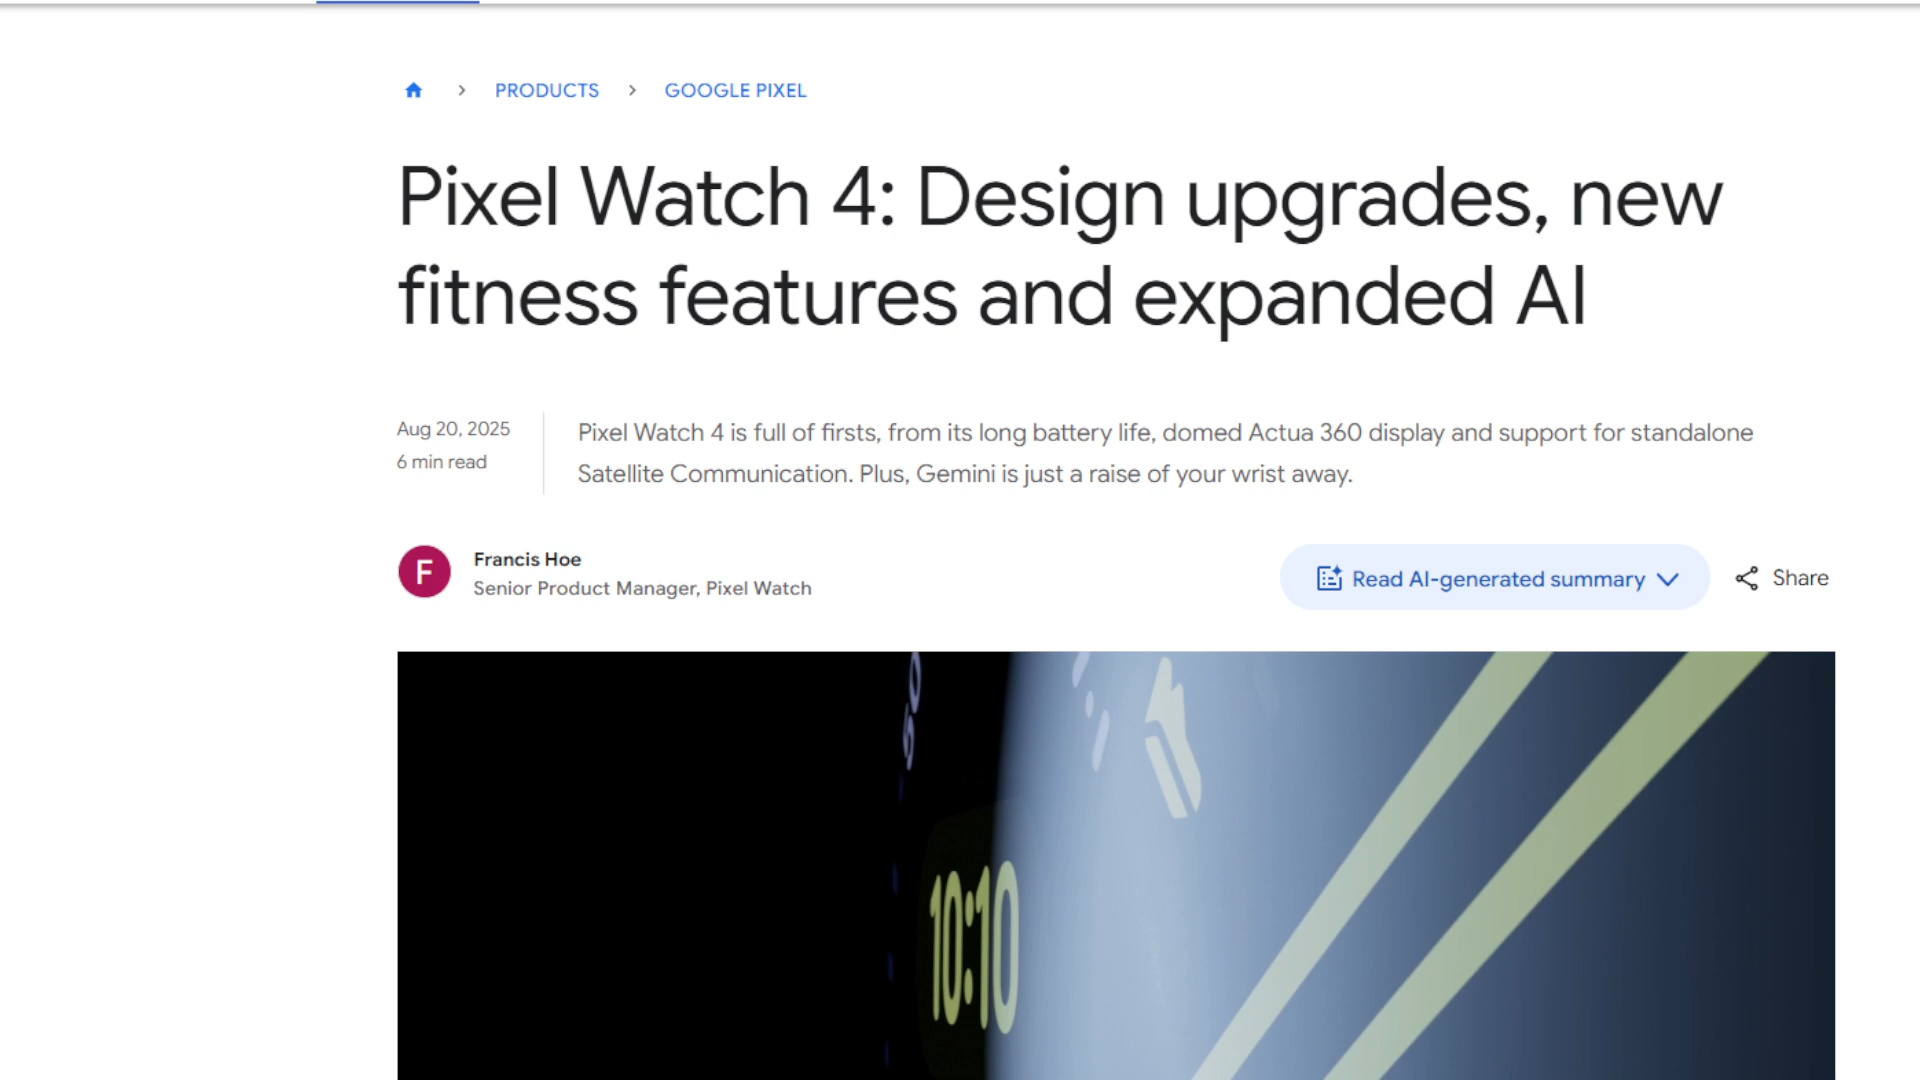 PRODUCTS > GOOGLE PIXEL
Pixel Watch 4: Design upgrades, new
fitness features and expanded AI
Aug 20, 2025
6 min read
Pixel Watch 4 is full of firsts, from its long battery life, domed Actua 360 display and support for standalone
Satellite Communication. Plus, Gemini is just a raise of your wrist away.
F
Francis Hoe
Senior Product Manager, Pixel Watch
Read AI-generated summary
Share
10:10